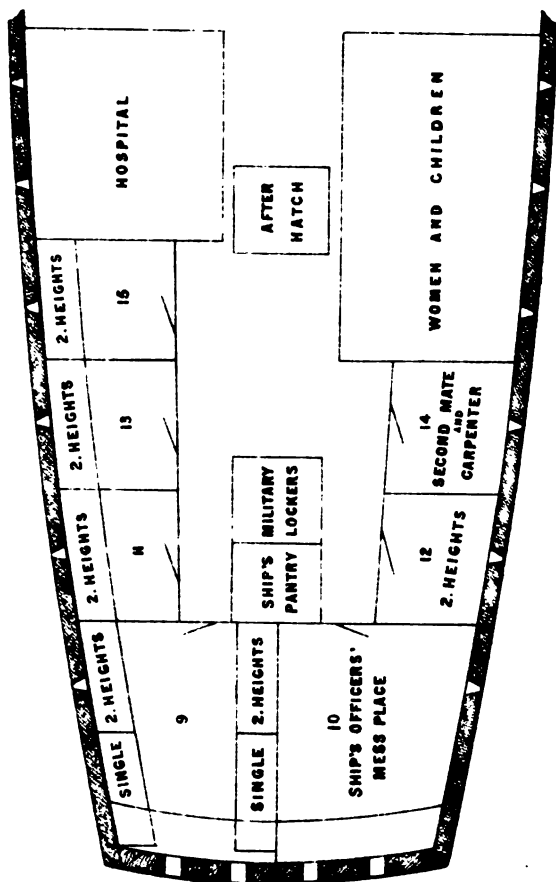 SINGLE
2. HEIGHTS
2. HEIGHTS
2. HEIGHTS
2. HEIGHTS
HOSPITAL
9
11
13
15
SINGLE
2. HEIGHTS
SHIP'S
PANTRY
MILITARY
LOCKERS
AFTER
HATCH
10
SHIP'S OFFICERS'
MESS PLACE
12
2. HEIGHTS
14
SECOND MATE
AND
CARPENTER
WOMEN AND CHILDREN